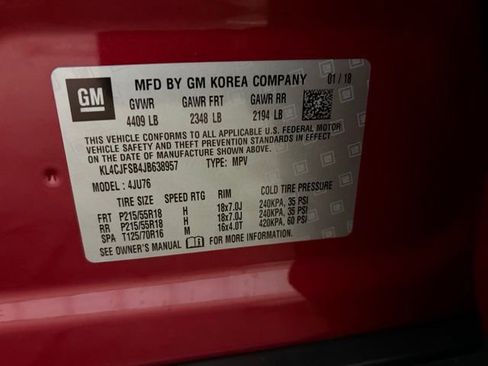 GM
MFD BY GM KOREA COMPANY 01 / 18
GVWR GAWR FRT GAWR RR
4409 LB 2348 LB 2194 LB
THIS VEHICLE CONFORMS TO ALL APPLICABLE U.S. FEDERAL MOTOR
VEHICLE SAFETY AND THEFT PREVENTION STANDARDS IN EFFECT ON
THE DATE OF MANUFACTURE SHOWN ABOVE.
KL4CJFSB4JB638957 TYPE: MPV
MODEL : 4JU76
TIRE SPEED RTG RIM COLD TIRE PRESSURE
FRT P215/55R18 H 18x7.0J 240KPA, 35 PSI
RR P215/55R18 H 18x7.0J 240KPA, 35 PSI
SPA T125/70R16 M 16x4.0T 420KPA, 60 PSI
SEE OWNER'S MANUAL FOR MORE INFORMATION.